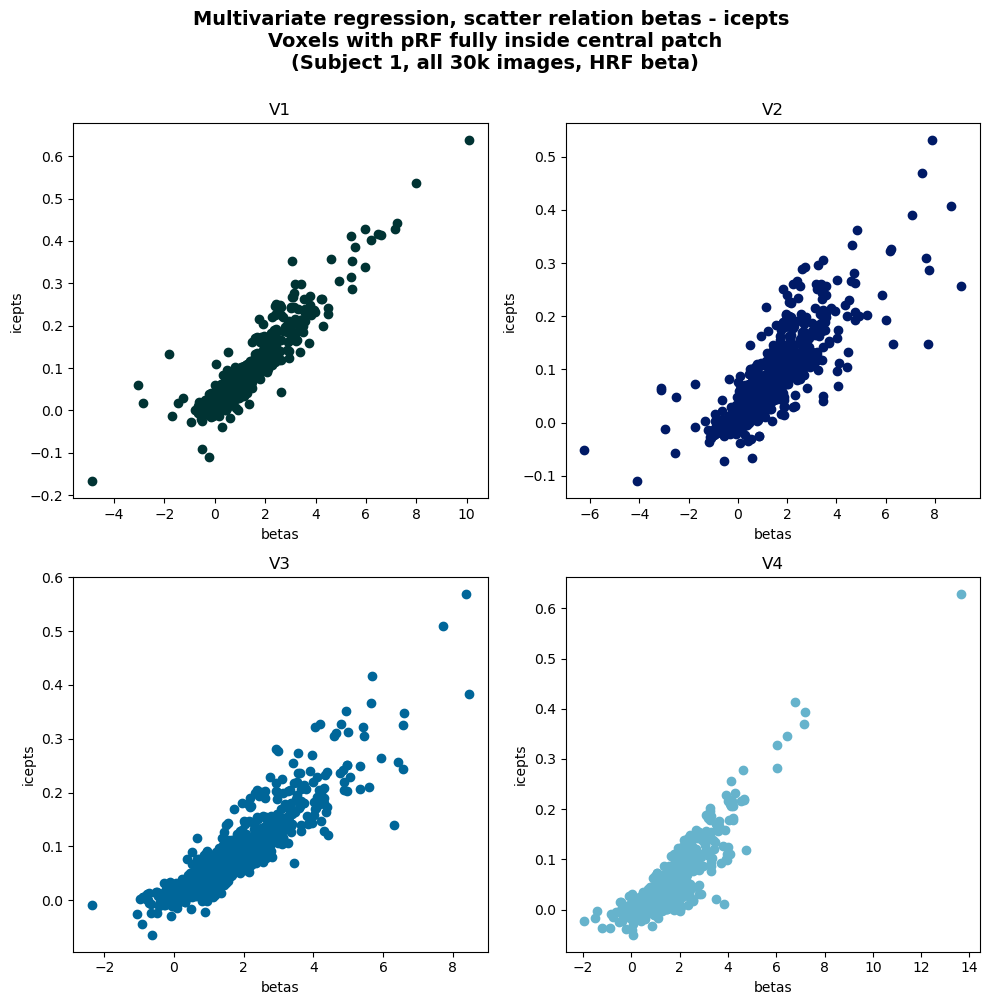 Multivariate regression, scatter relation betas - icepts
Voxels with pRF fully inside central patch
(Subject 1, all 30k images, HRF beta)
V1
0.6
0.5
0.4
0.3
0.2
0.1
0.0
−0.1
−0.2
icepts
−4 −2 0 2 4 6 8 10
betas
V2
0.5
0.4
0.3
0.2
0.1
0.0
−0.1
icepts
−6 −4 −2 0 2 4 6 8
betas
V3
0.6
0.5
0.4
0.3
0.2
0.1
0.0
icepts
−2 0 2 4 6 8
betas
V4
0.6
0.5
0.4
0.3
0.2
0.1
0.0
icepts
−2 0 2 4 6 8 10 12 14
betas